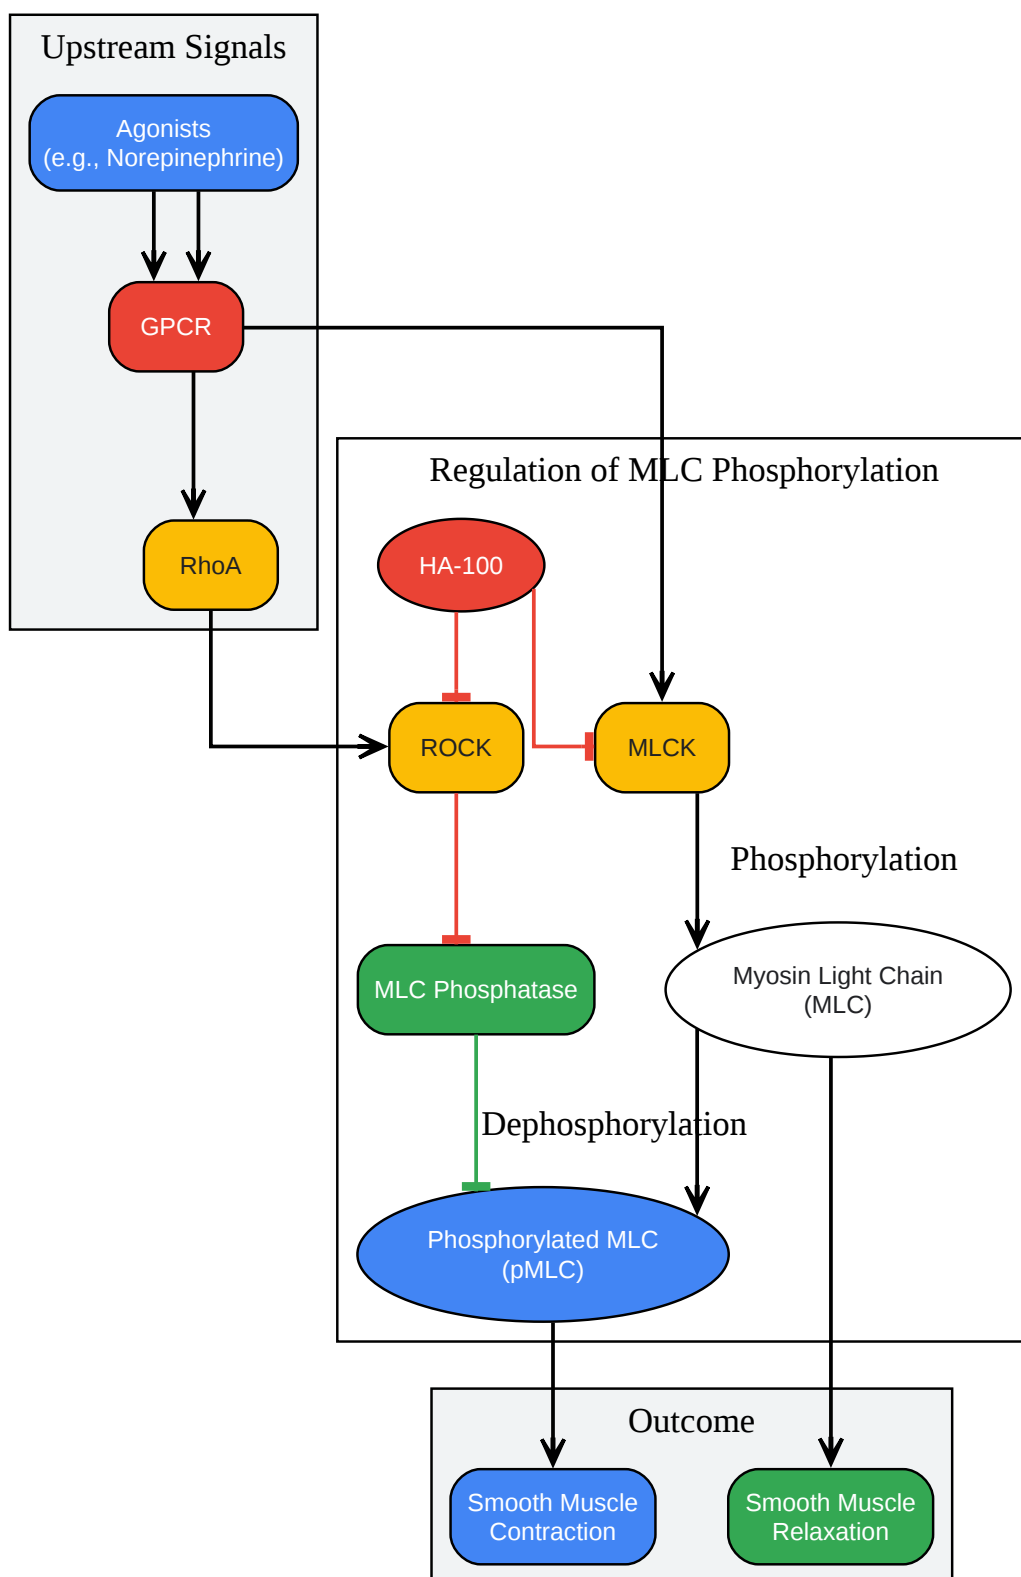 Upstream Signals
Agonists
(e.g., Norepinephrine)
GPCR
RhoA
Regulation of MLC Phosphorylation
HA-100
ROCK
MLCK
Phosphorylation
MLC Phosphatase
Myosin Light Chain
(MLC)
Dephosphorylation
Phosphorylated MLC
(pMLC)
Outcome
Smooth Muscle
Contraction
Smooth Muscle
Relaxation